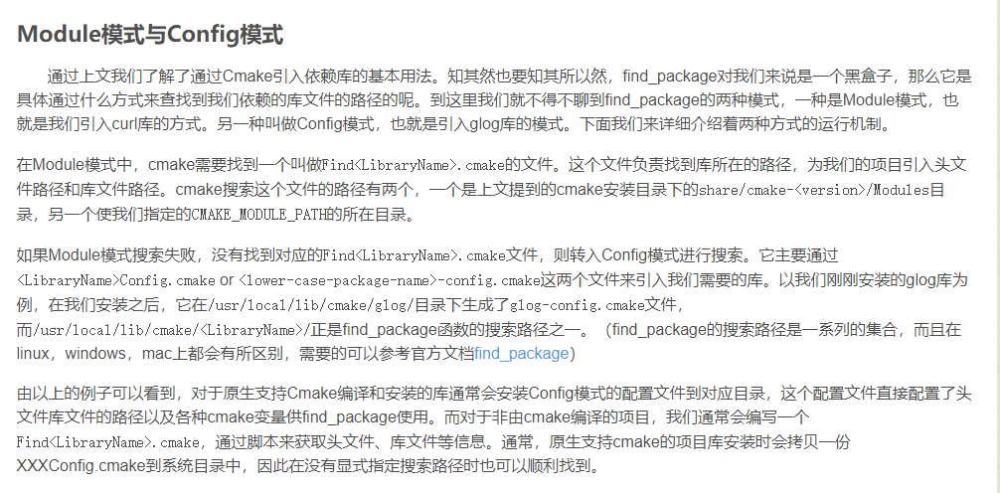 Module模式与Config模式
通过上文我们了解了通过Cmake引入依赖库的基本用法。知其然也要知其所以然，find_package对我们来说是一个黑盒子，那么它是
具体通过什么方式来查找到我们依赖的库文件的路径的呢。到这里我们就不得不聊到find_package的两种模式，一种是Module模式，也
就是我们引入curl库的方式。另一种叫做Config模式，也就是引入glog库的模式。下面我们来详细介绍着两种方式的运行机制。
在Module模式中，cmake需要找到一个叫做Find<LibraryName>.cmake的文件。这个文件负责找到库所在的路径，为我们的项目引入头文
件路径和库文件路径。cmake搜索这个文件的路径有两个，一个是上文提到的cmake安装目录下的share/cmake-<version>/Modules目
录，另一个使我们指定的CMAKE_MODULE_PATH的所在目录。
如果Module模式搜索失败，没有找到对应的Find<LibraryName>.cmake文件，则转入Config模式进行搜索。它主要通过
<LibraryName>Config.cmake or <lower-case-package-name>-config.cmake这两个文件来引入我们需要的库。以我们刚刚安装的glog库为
例，在我们安装之后，它在/usr/local/lib/cmake/glog/目录下生成了glog-config.cmake文件，
而/usr/local/lib/cmake/<LibraryName>/正是find_package函数的搜索路径之一。（find_package的搜索路径是一系列的集合，而且在
linux，windows，mac上都会有所区别，需要的可以参考官方文档find_package）
由以上的例子可以看到，对于原生支持Cmake编译和安装的库通常会安装Config模式的配置文件到对应目录，这个配置文件直接配置了头
文件库文件的路径以及各种cmake变量供find_package使用。而对于非由cmake编译的项目，我们通常会编写一个
Find<LibraryName>.cmake，通过脚本来获取头文件、库文件等信息。通常，原生支持cmake的项目库安装时会拷贝一份
XXXConfig.cmake到系统目录中，因此在没有显式指定搜索路径时也可以顺利找到。